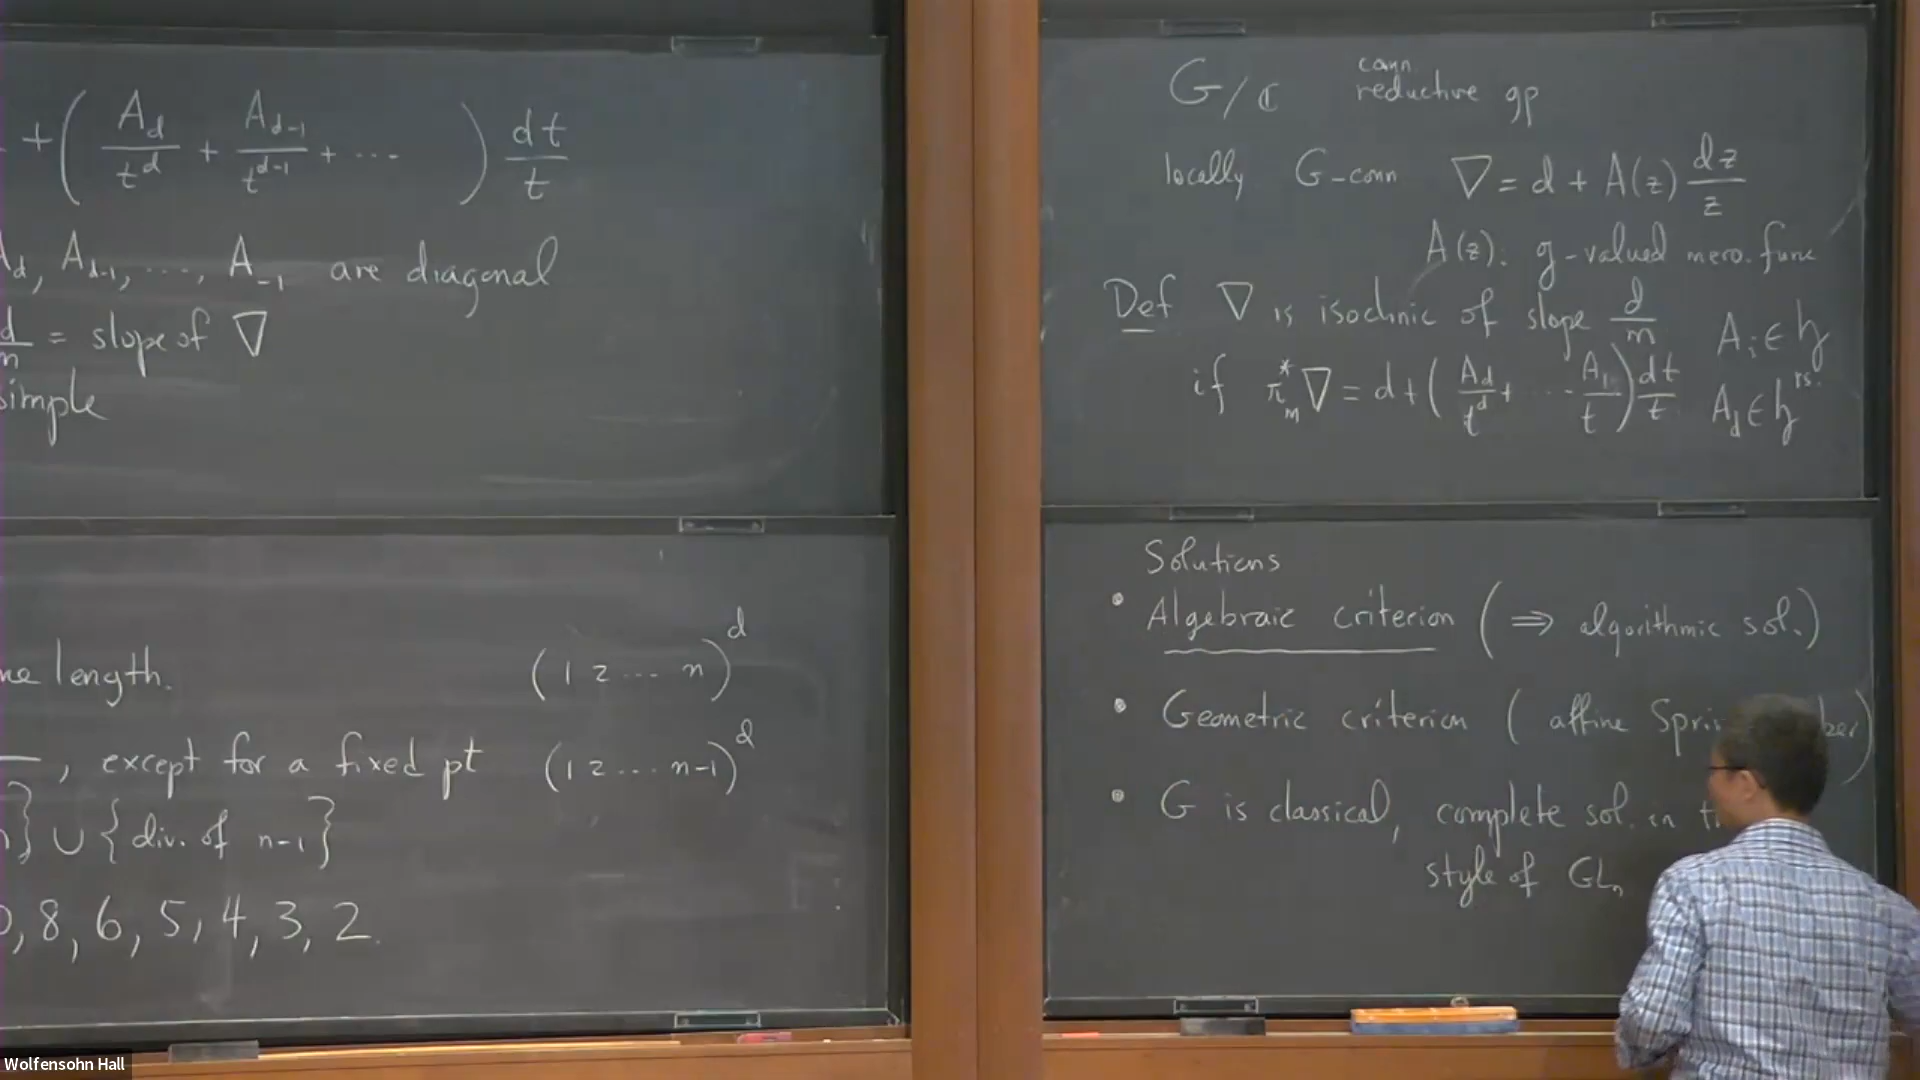 + ( A_d/t^d + A_{d-1}/t^{d-1} + ... ) dt/t
A_d, A_{d-1}, ..., A_{-1} are diagonal
d/m = slope of ∇
simple
length.
(1 2 ... n)^d
, except for a fixed pt (1 2 ... n-1)^d
} ∪ { div. of n-1 }
, 8, 6, 5, 4, 3, 2.
G/ℂ conn. reductive gp
locally G-conn ∇ = d + A(z) dz/z
A(z): g-valued mero. func
Def ∇ is isoclinic of slope d/m A_i ∈ h
if π_m^* ∇ = d + ( A_d/t^d + ... A_1/t ) dt/t A_d ∈ h^{rs}.
Solutions
• Algebraic criterion ( ⇒ algorithmic sol.)
• Geometric criterion ( affine
• G is classical, complete sol. in
style of GL_n
Wolfensohn Hall